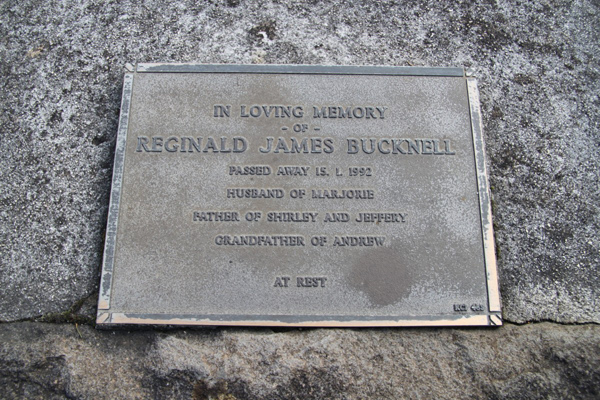 IN LOVING MEMORY
- OF -
REGINALD JAMES BUCKNELL
PASSED AWAY 15. 1. 1992
HUSBAND OF MARJORIE
FATHER OF SHIRLEY AND JEFFERY
GRANDFATHER OF ANDREW
AT REST